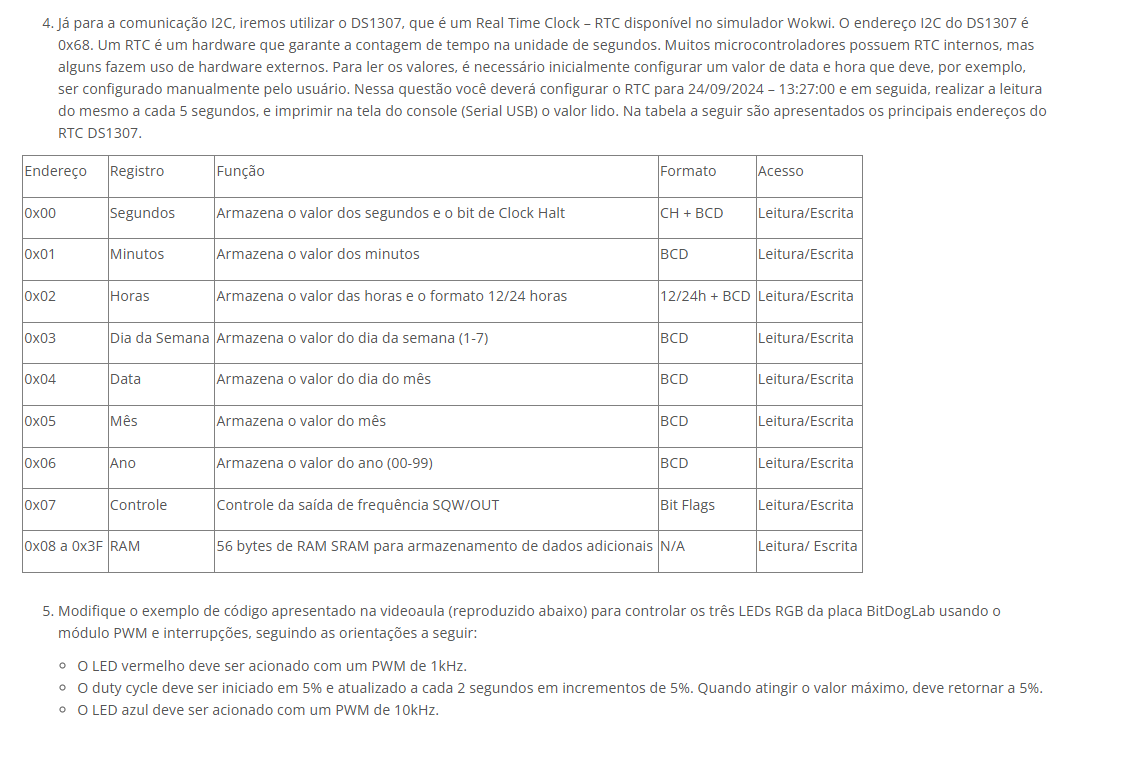 4. Já para a comunicação I2C, iremos utilizar o DS1307, que é um Real Time Clock – RTC disponível no simulador Wokwi. O endereço I2C do DS1307 é
0x68. Um RTC é um hardware que garante a contagem de tempo na unidade de segundos. Muitos microcontroladores possuem RTC internos, mas
alguns fazem uso de hardware externos. Para ler os valores, é necessário inicialmente configurar um valor de data e hora que deve, por exemplo,
ser configurado manualmente pelo usuário. Nessa questão você deverá configurar o RTC para 24/09/2024 – 13:27:00 e em seguida, realizar a leitura
do mesmo a cada 5 segundos, e imprimir na tela do console (Serial USB) o valor lido. Na tabela a seguir são apresentados os principais endereços do
RTC DS1307.
Endereço Registro Função Formato Acesso
0x00 Segundos Armazena o valor dos segundos e o bit de Clock Halt CH + BCD Leitura/Escrita
0x01 Minutos Armazena o valor dos minutos BCD Leitura/Escrita
0x02 Horas Armazena o valor das horas e o formato 12/24 horas 12/24h + BCD Leitura/Escrita
0x03 Dia da Semana Armazena o valor do dia da semana (1-7) BCD Leitura/Escrita
0x04 Data Armazena o valor do dia do mês BCD Leitura/Escrita
0x05 Mês Armazena o valor do mês BCD Leitura/Escrita
0x06 Ano Armazena o valor do ano (00-99) BCD Leitura/Escrita
0x07 Controle Controle da saída de frequência SQW/OUT Bit Flags Leitura/Escrita
0x08 a 0x3F RAM 56 bytes de RAM SRAM para armazenamento de dados adicionais N/A Leitura/ Escrita
5. Modifique o exemplo de código apresentado na videoaula (reproduzido abaixo) para controlar os três LEDs RGB da placa BitDogLab usando o
módulo PWM e interrupções, seguindo as orientações a seguir:
○ O LED vermelho deve ser acionado com um PWM de 1kHz.
○ O duty cycle deve ser iniciado em 5% e atualizado a cada 2 segundos em incrementos de 5%. Quando atingir o valor máximo, deve retornar a 5%.
○ O LED azul deve ser acionado com um PWM de 10kHz.